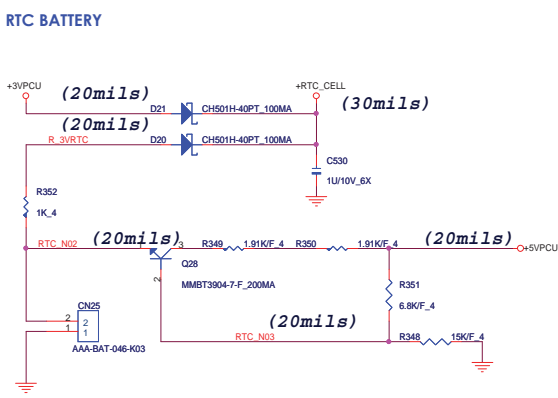 RTC BATTERY
+3VPCU
(20mils)
+RTC_CELL
D21
CH501H-40PT_100MA
(30mils)
(20mils)
R_3VRTC
D20
CH501H-40PT_100MA
C530
1U/10V_6X
R352
1K_4
RTC_N02
(20mils)
1
3
R349
1.91K/F_4
R350
1.91K/F_4
(20mils)
+5VPCU
Q28
2
MMBT3904-7-F_200MA
R351
6.8K/F_4
CN25
2
2
1
1
AAA-BAT-046-K03
(20mils)
RTC_N03
R348
15K/F_4